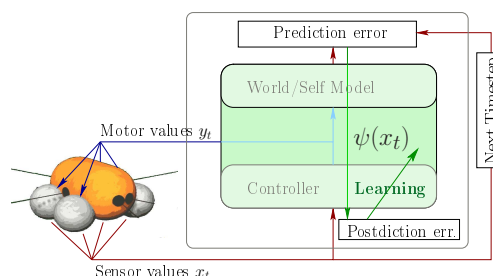 Prediction error
World/Self Model
Motor values y_t
ψ(x_t)
Next Timestep
Controller
Learning
Postdiction err.
Sensor values x_t